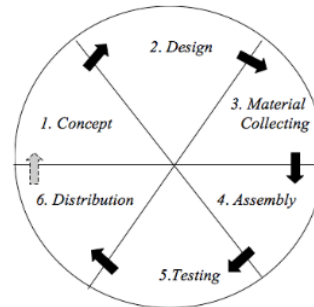 2. Design
1. Concept
3. Material
Collecting
6. Distribution
4. Assembly
5.Testing